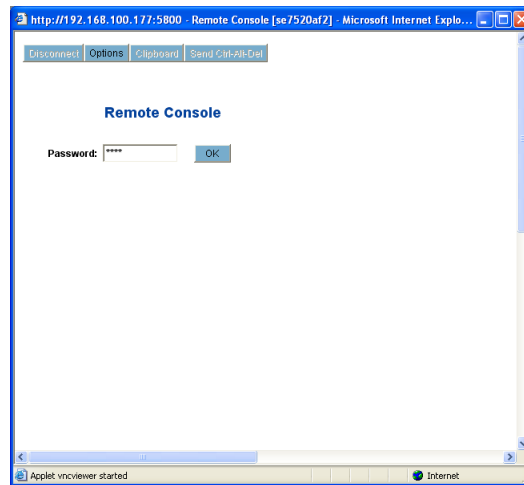 http://192.168.100.177:5800 - Remote Console [se7520af2] - Microsoft Internet Explo...
Disconnect Options Clipboard Send Ctrl-Alt-Del
Remote Console
Password: **** OK
Applet vncviewer started Internet